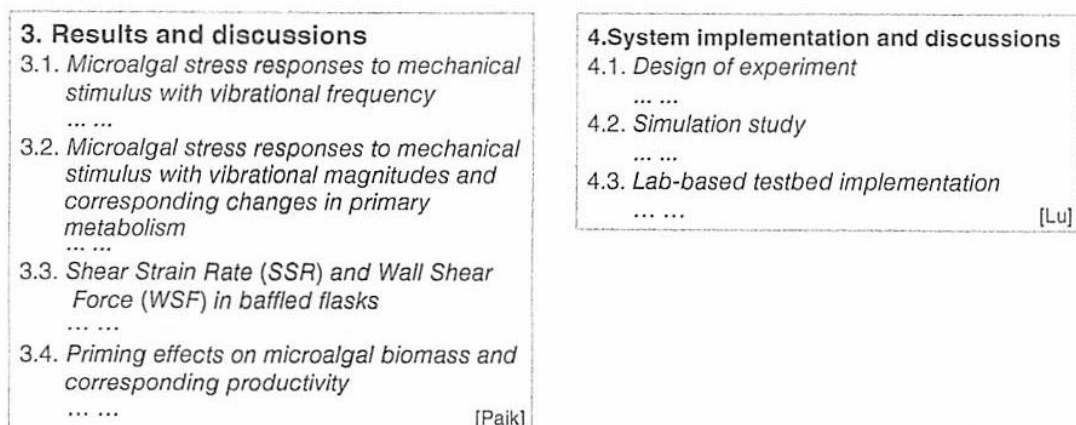 3. Results and discussions
3.1. Microalgal stress responses to mechanical
stimulus with vibrational frequency
... ...
3.2. Microalgal stress responses to mechanical
stimulus with vibrational magnitudes and
corresponding changes in primary
metabolism
... ...
3.3. Shear Strain Rate (SSR) and Wall Shear
Force (WSF) in baffled flasks
... ...
3.4. Priming effects on microalgal biomass and
corresponding productivity
... ...
[Paik]
4.System implementation and discussions
4.1. Design of experiment
... ...
4.2. Simulation study
... ...
4.3. Lab-based testbed implementation
... ...
[Lu]